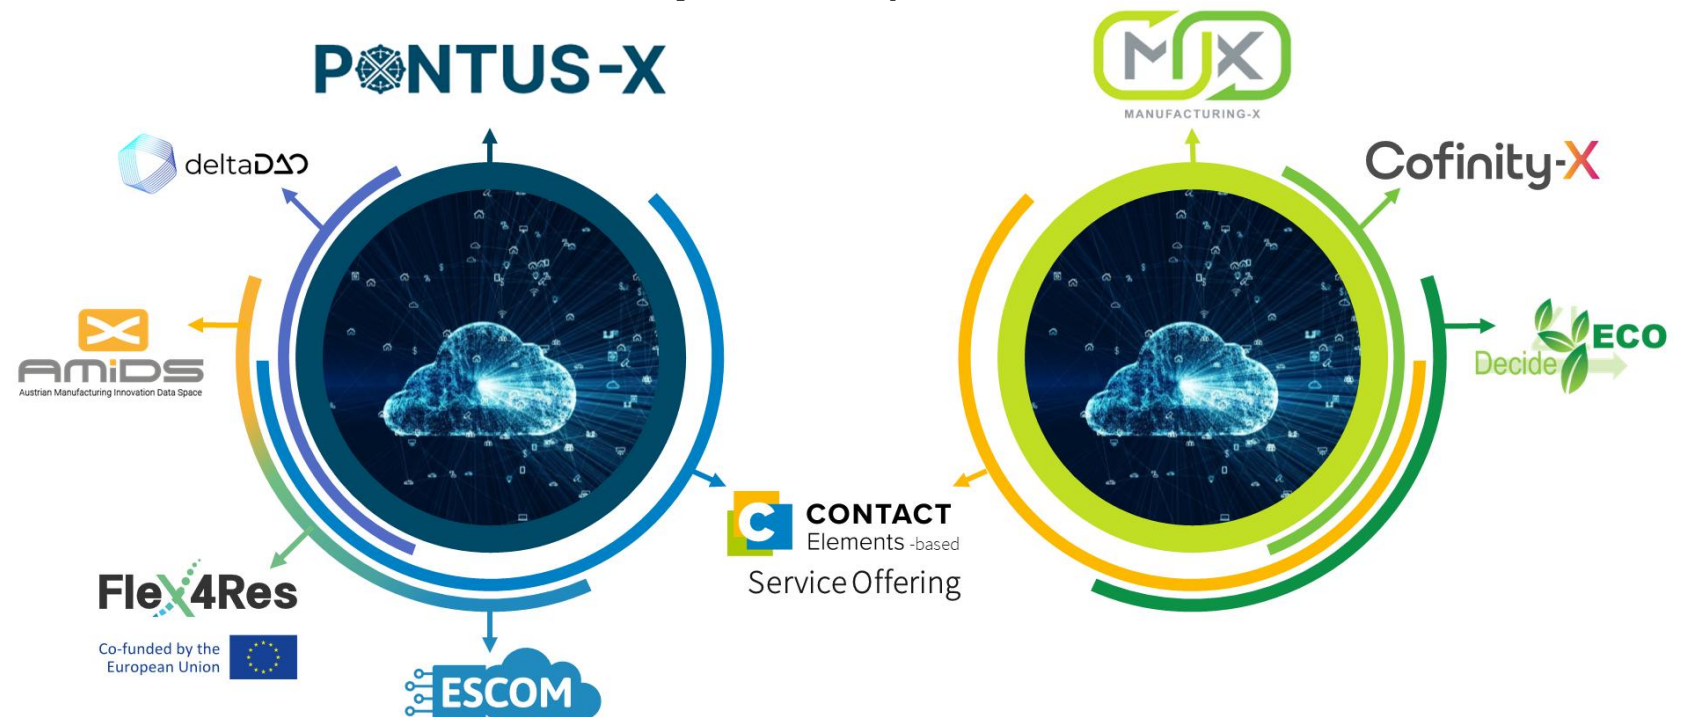 PONTUS-X
MX
MANUFACTURING-X
deltaDAO
Cofinity-X
AMiDS
Austrian Manufacturing Innovation Data Space
Decide
ECO
C
CONTACT
Elements -based
Service Offering
Flex4Res
Co-funded by the
European Union
ESCOM